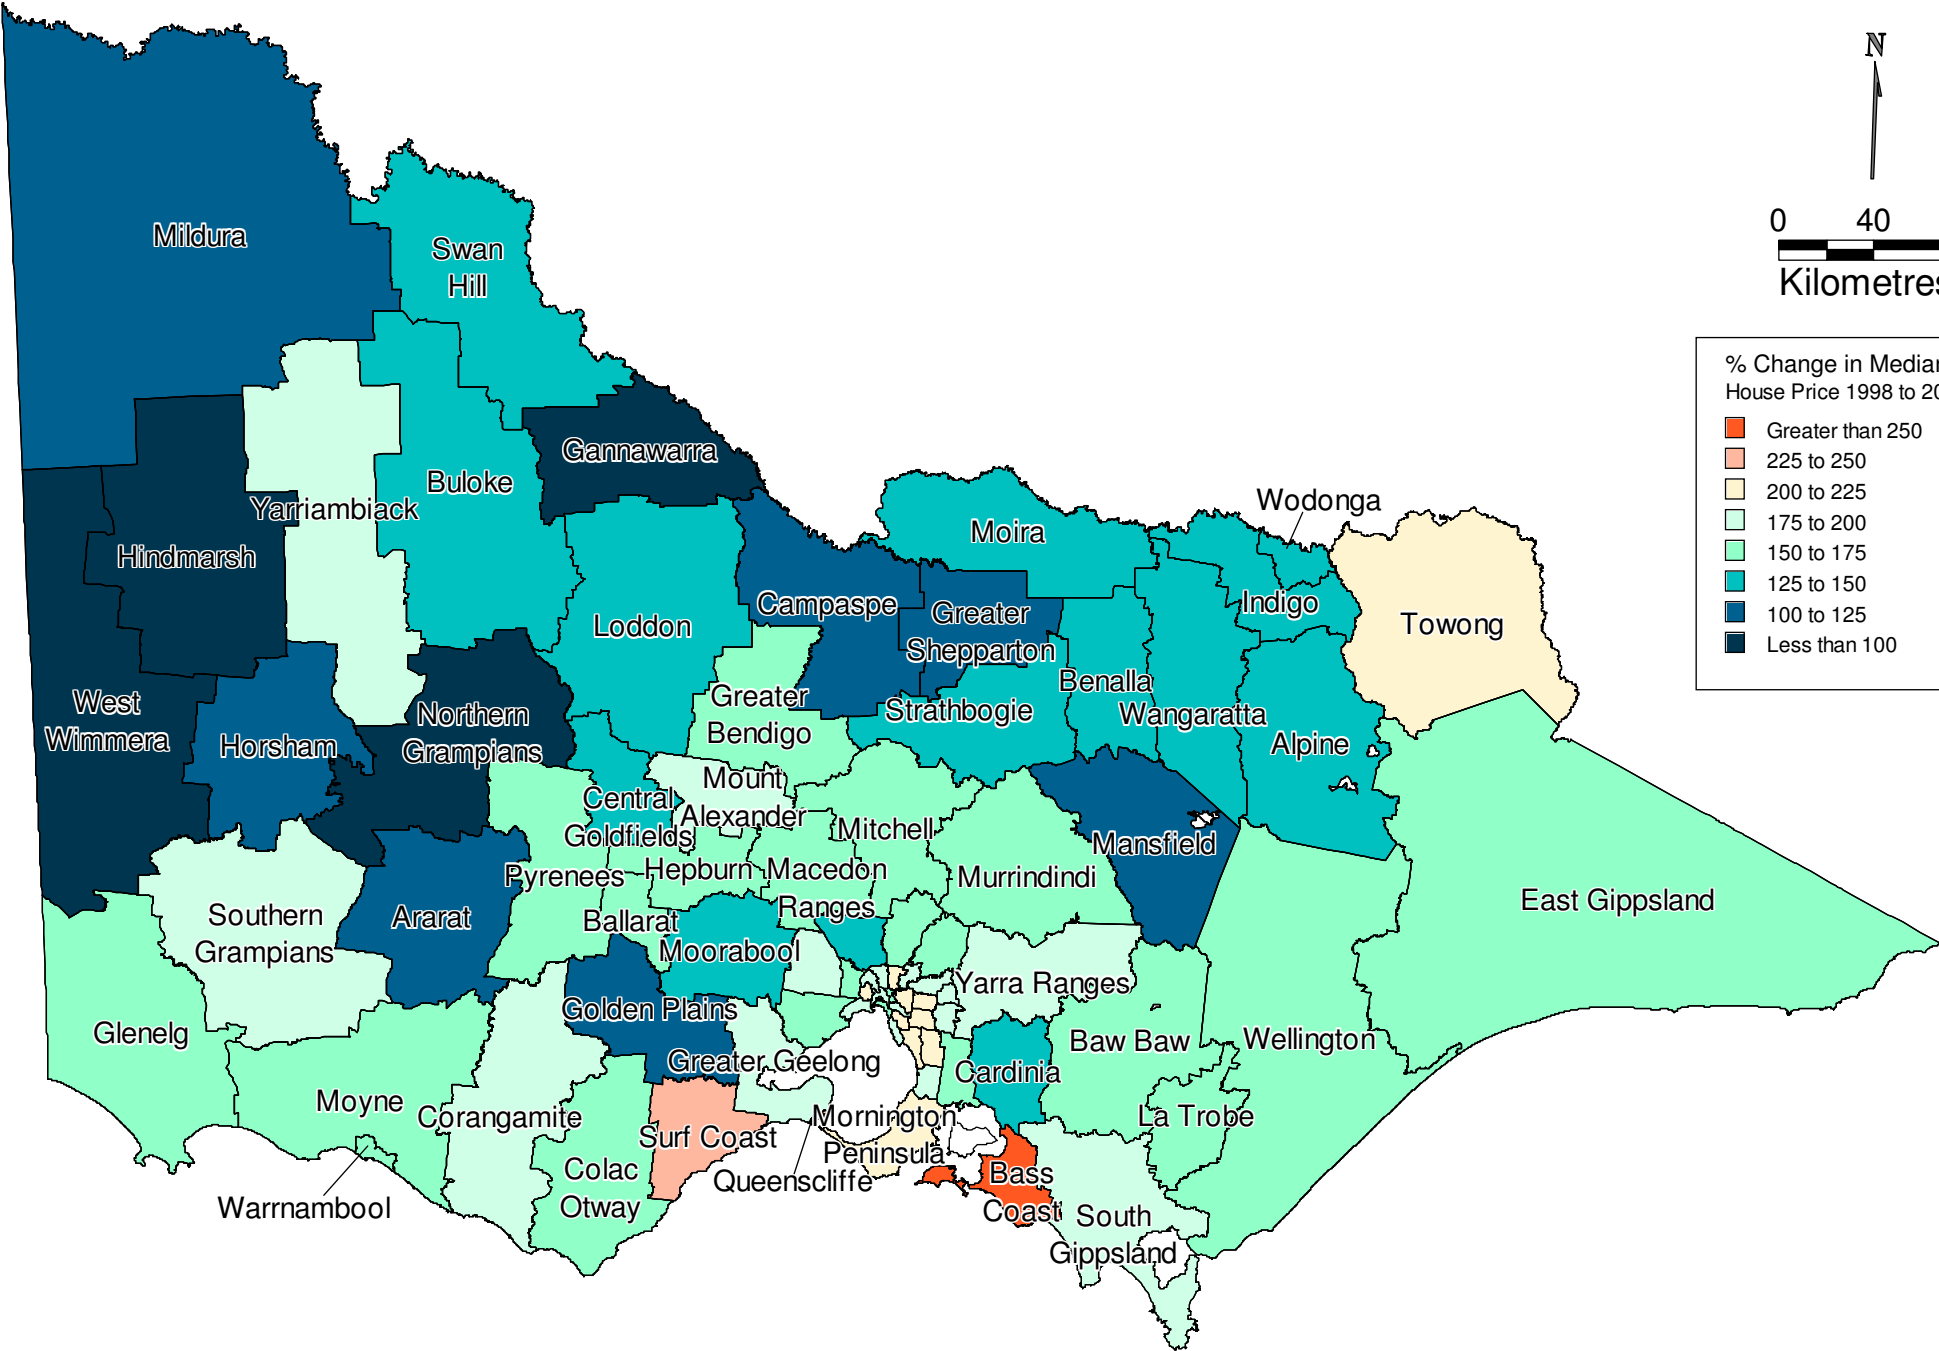 N
0 40
Kilometres
Mildura
Swan
Hill
% Change in Median
House Price 1998 to 20
Greater than 250
225 to 250
200 to 225
175 to 200
150 to 175
125 to 150
100 to 125
Less than 100
Gannawarra
Buloke
Yarriambiack
Wodonga
Moira
Hindmarsh
Campaspe
Greater
Shepparton
Indigo
Loddon
Towong
Benalla
West
Wimmera
Greater
Bendigo
Strathbogie
Wangaratta
Northern
Grampians
Horsham
Alpine
Mount
Alexander
Central
Goldfields
Mitchell
Mansfield
Pyrenees
Hepburn
Macedon
Ranges
Murrindindi
East Gippsland
Southern
Grampians
Ararat
Ballarat
Moorabool
Yarra Ranges
Golden Plains
Glenelg
Baw Baw
Wellington
Greater Geelong
Cardinia
Moyne
Corangamite
Mornington
Peninsula
La Trobe
Surf Coast
Queenscliffe
Bass
Coast
Colac
Otway
Warrnambool
South
Gippsland